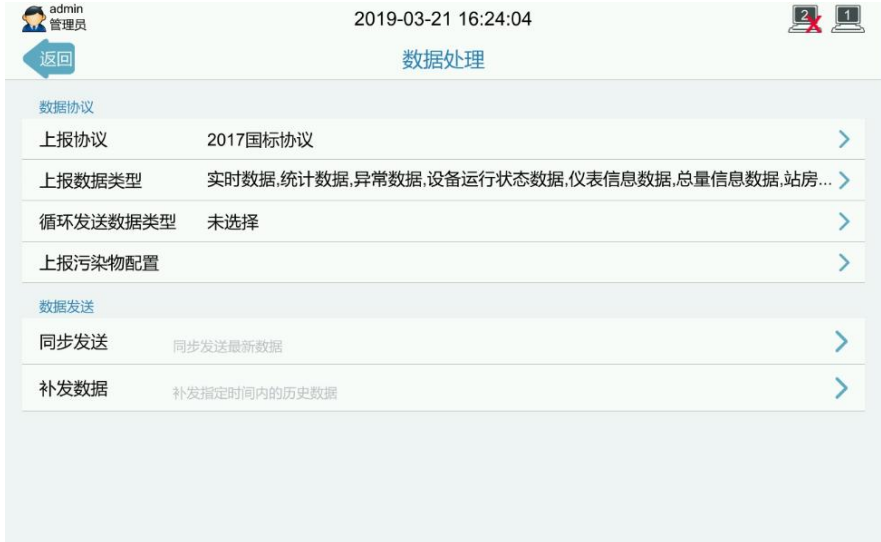 admin
管理员
2019-03-21 16:24:04
2
1
返回
数据处理
数据协议
上报协议 2017国标协议
上报数据类型 实时数据,统计数据,异常数据,设备运行状态数据,仪表信息数据,总量信息数据,站房...
循环发送数据类型 未选择
上报污染物配置
数据发送
同步发送 同步发送最新数据
补发数据 补发指定时间内的历史数据